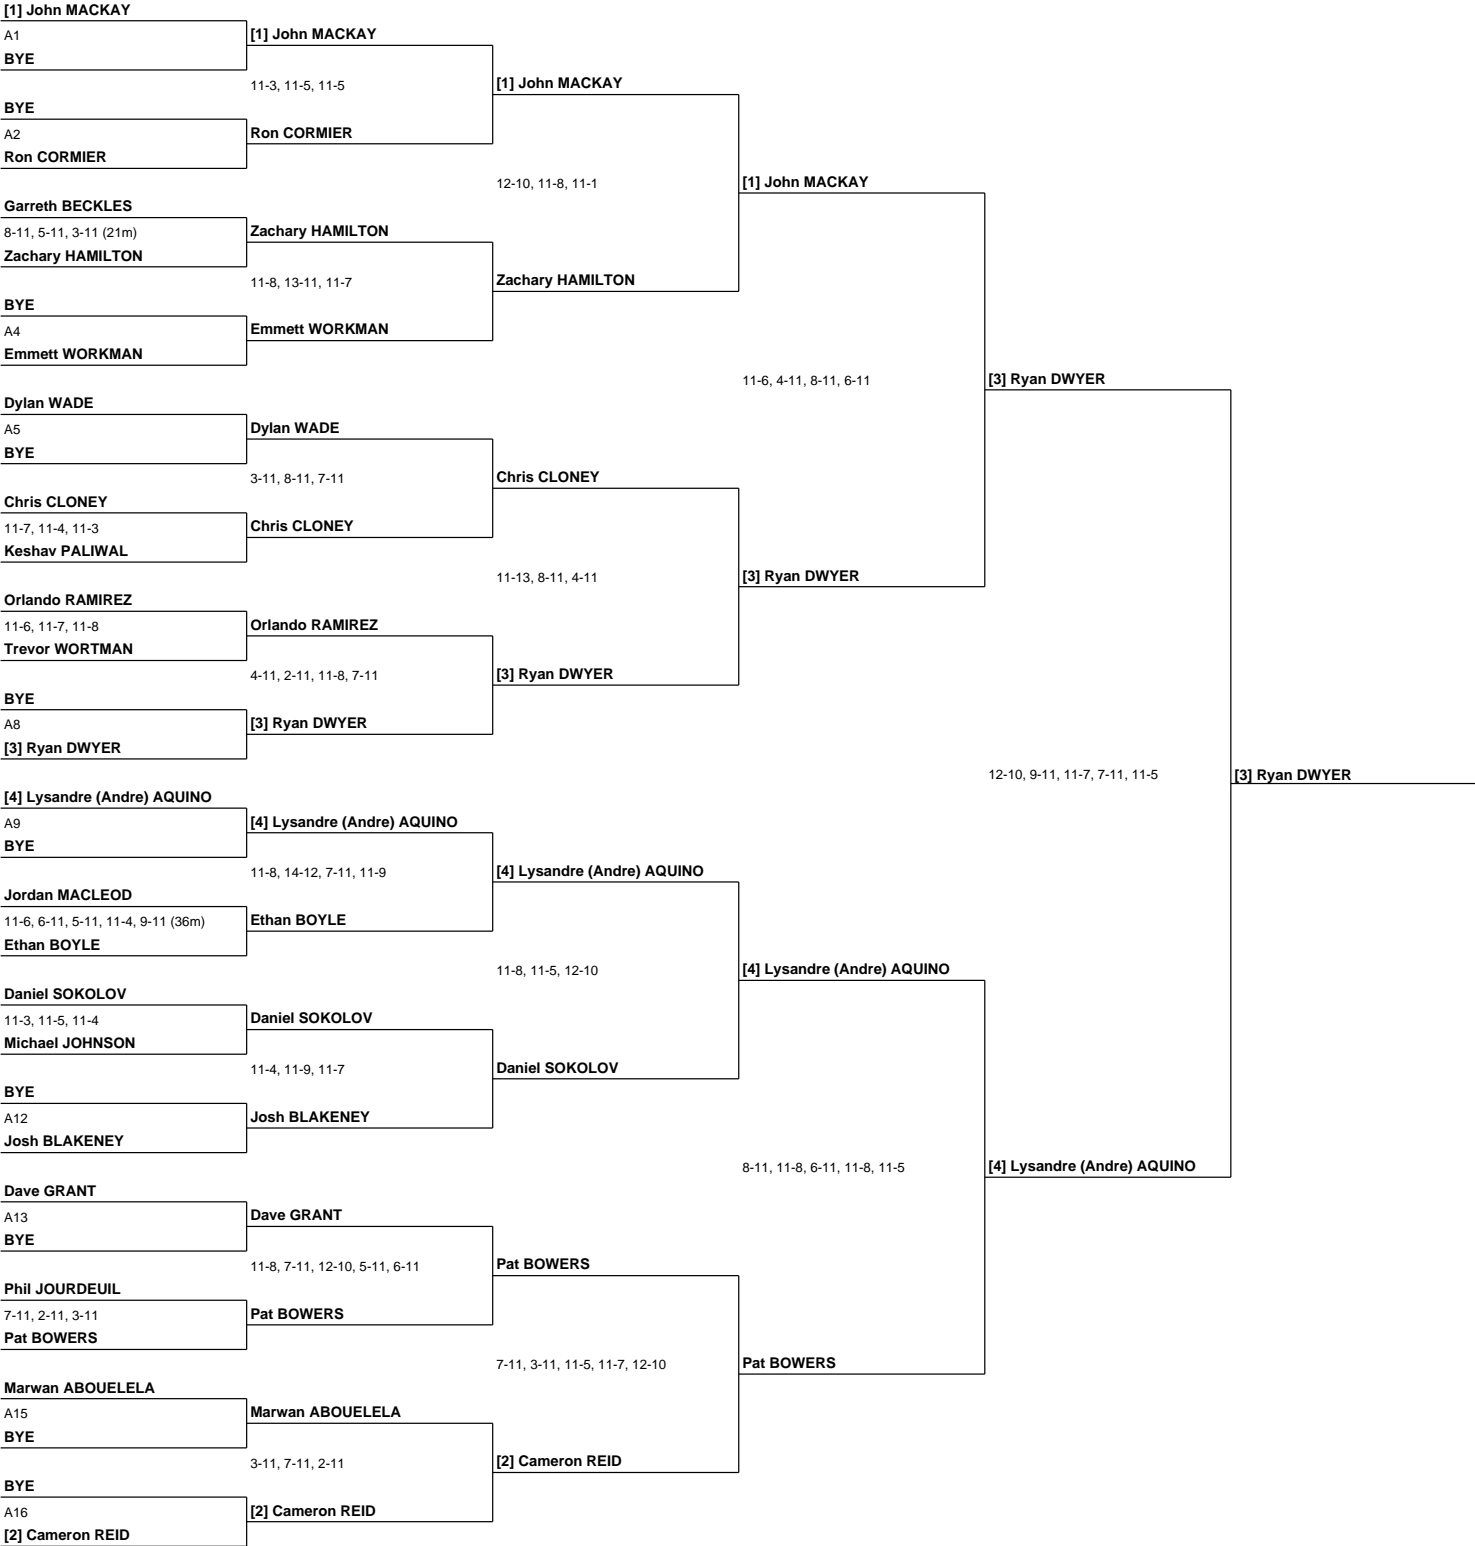 [1] John MACKAY
A1
BYE
BYE
A2
Ron CORMIER
Garreth BECKLES
8-11, 5-11, 3-11 (21m)
Zachary HAMILTON
BYE
A4
Emmett WORKMAN
Dylan WADE
A5
BYE
Chris CLONEY
11-7, 11-4, 11-3
Keshav PALIWAL
Orlando RAMIREZ
11-6, 11-7, 11-8
Trevor WORTMAN
BYE
A8
[3] Ryan DWYER
[4] Lysandre (Andre) AQUINO
A9
BYE
Jordan MACLEOD
11-6, 6-11, 5-11, 11-4, 9-11 (36m)
Ethan BOYLE
Daniel SOKOLOV
11-3, 11-5, 11-4
Michael JOHNSON
BYE
A12
Josh BLAKENEY
Dave GRANT
A13
BYE
Phil JOURDEUIL
7-11, 2-11, 3-11
Pat BOWERS
Marwan ABOUELELA
A15
BYE
BYE
A16
[2] Cameron REID
[1] John MACKAY
11-3, 11-5, 11-5
Ron CORMIER
Zachary HAMILTON
11-8, 13-11, 11-7
Emmett WORKMAN
Dylan WADE
3-11, 8-11, 7-11
Chris CLONEY
Orlando RAMIREZ
4-11, 2-11, 11-8, 7-11
[3] Ryan DWYER
[4] Lysandre (Andre) AQUINO
11-8, 14-12, 7-11, 11-9
Ethan BOYLE
Daniel SOKOLOV
11-4, 11-9, 11-7
Josh BLAKENEY
Dave GRANT
11-8, 7-11, 12-10, 5-11, 6-11
Pat BOWERS
Marwan ABOUELELA
3-11, 7-11, 2-11
[2] Cameron REID
[1] John MACKAY
12-10, 11-8, 11-1
Zachary HAMILTON
Chris CLONEY
11-13, 8-11, 4-11
[3] Ryan DWYER
[4] Lysandre (Andre) AQUINO
11-8, 11-5, 12-10
Daniel SOKOLOV
Pat BOWERS
7-11, 3-11, 11-5, 11-7, 12-10
[2] Cameron REID
[1] John MACKAY
11-6, 4-11, 8-11, 6-11
[3] Ryan DWYER
[4] Lysandre (Andre) AQUINO
8-11, 11-8, 6-11, 11-8, 11-5
Pat BOWERS
[3] Ryan DWYER
12-10, 9-11, 11-7, 7-11, 11-5
[4] Lysandre (Andre) AQUINO
[3] Ryan DWYER